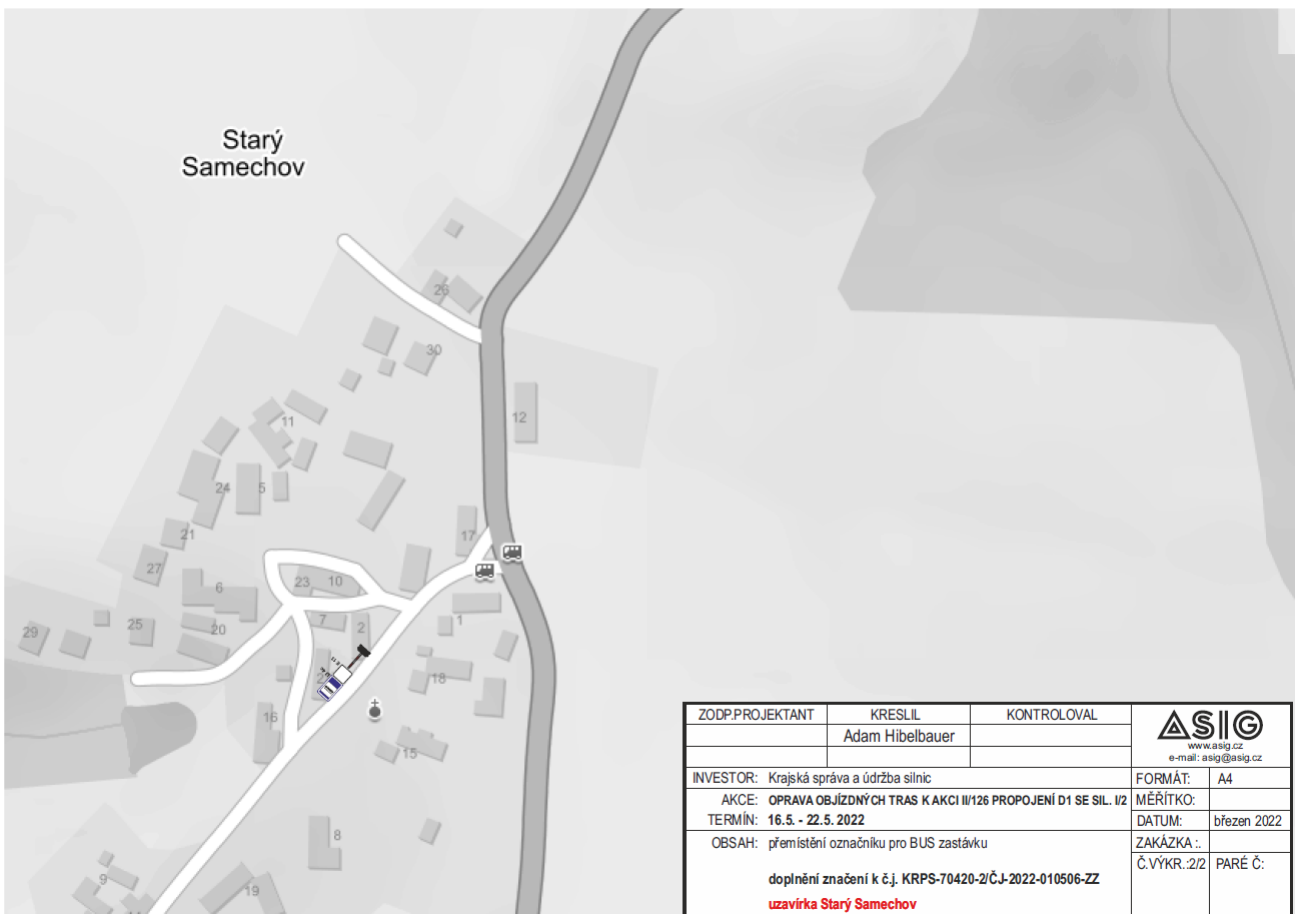 Starý
Samechov
26
30
11
12
24
5
21
17
27
6
23
10
7
2
1
29
25
20
2
18
16
15
8
9
19
ZODP.PROJEKTANT KRESLIL KONTROLOVAL
Adam Hibelbauer
ASIG
www.asig.cz
e-mail: asig@asig.cz
INVESTOR: Krajská správa a údržba silnic FORMÁT: A4
AKCE: OPRAVA OBJÍZDNÝCH TRAS K AKCI II/126 PROPOJENÍ D1 SE SIL. I/2 MĚŘÍTKO:
TERMÍN: 16.5. - 22.5. 2022 DATUM: březen 2022
OBSAH: přemístění označníku pro BUS zastávku ZAKÁZKA :.
Č.VÝKR.:2/2 PARÉ Č:
doplnění značení k č.j. KRPS-70420-2/ČJ-2022-010506-ZZ
uzavírka Starý Samechov